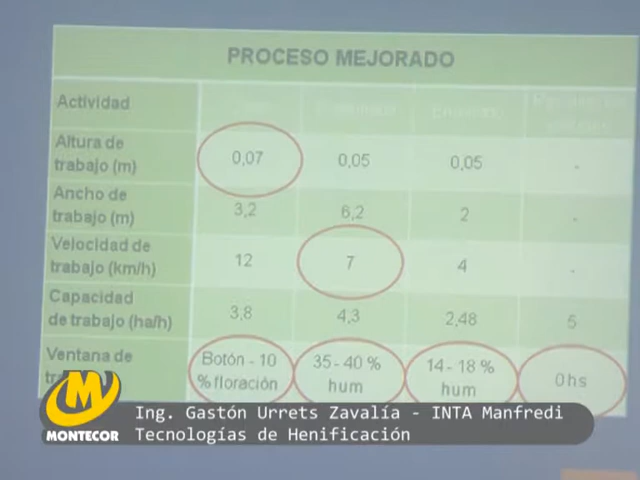 PROCESO MEJORADO
Actividad
Altura de trabajo (m) 0,07 0,05 0,05 -
Ancho de trabajo (m) 3,2 6,2 2 -
Velocidad de trabajo (km/h) 12 7 4 -
Capacidad de trabajo (ha/h) 3,8 4,3 2,48 5
Ventana de Botón - 10 % floración 35 - 40 % hum 14 - 18 % hum 0hs
Ing. Gastón Urrets Zavalía - INTA Manfredi
Tecnologías de Henificación
M
MONTECOR